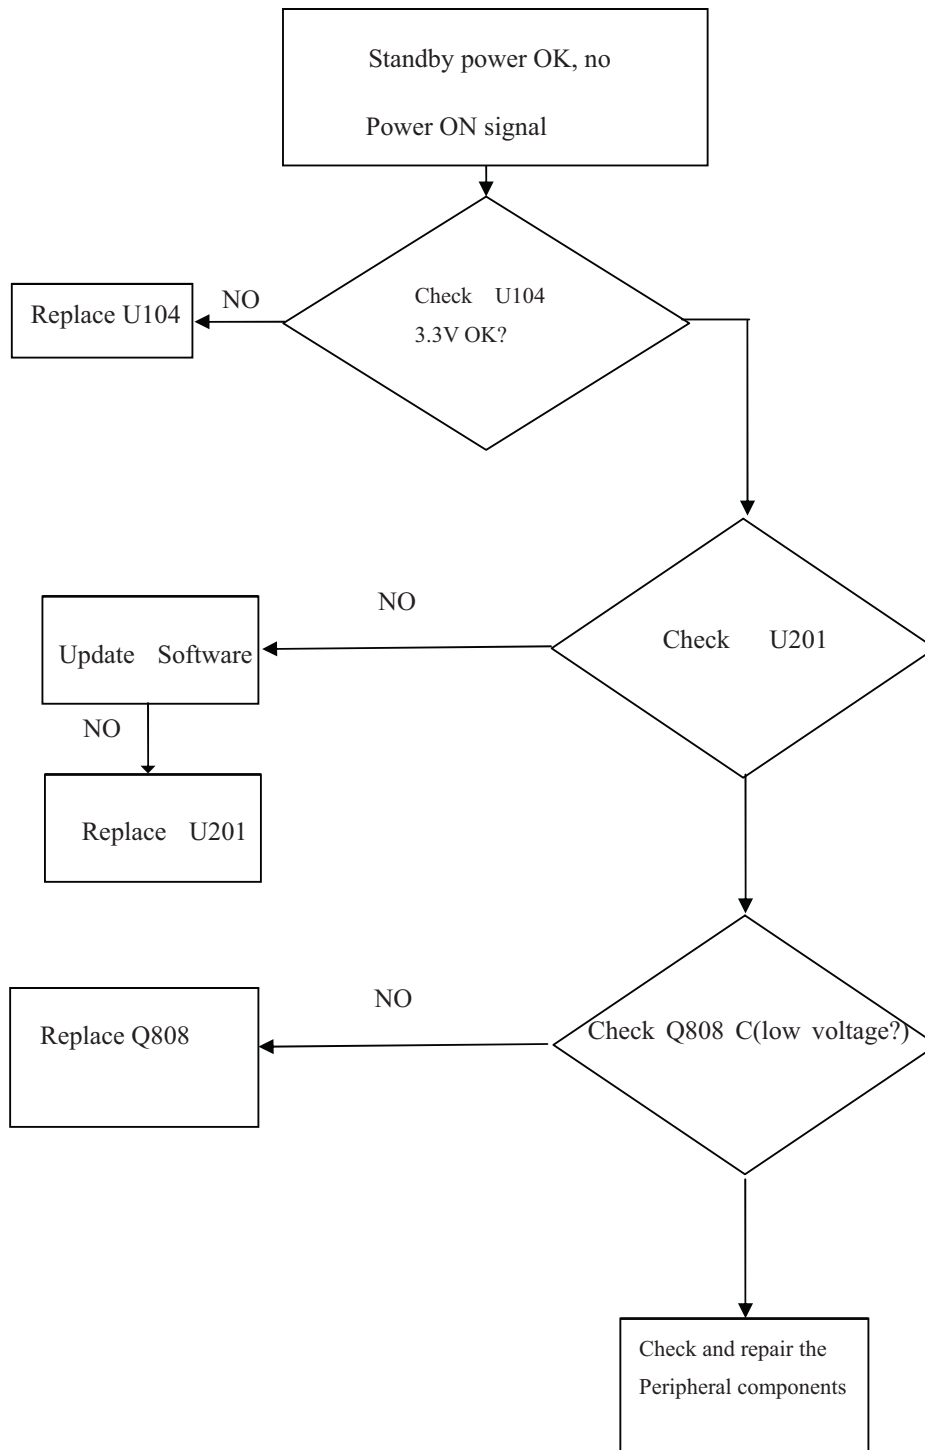 Standby power OK, no
Power ON signal
Check U104
3.3V OK?
NO
Replace U104
Check U201
NO
Update Software
NO
Replace U201
Check Q808 C(low voltage?)
NO
Replace Q808
Check and repair the
Peripheral components